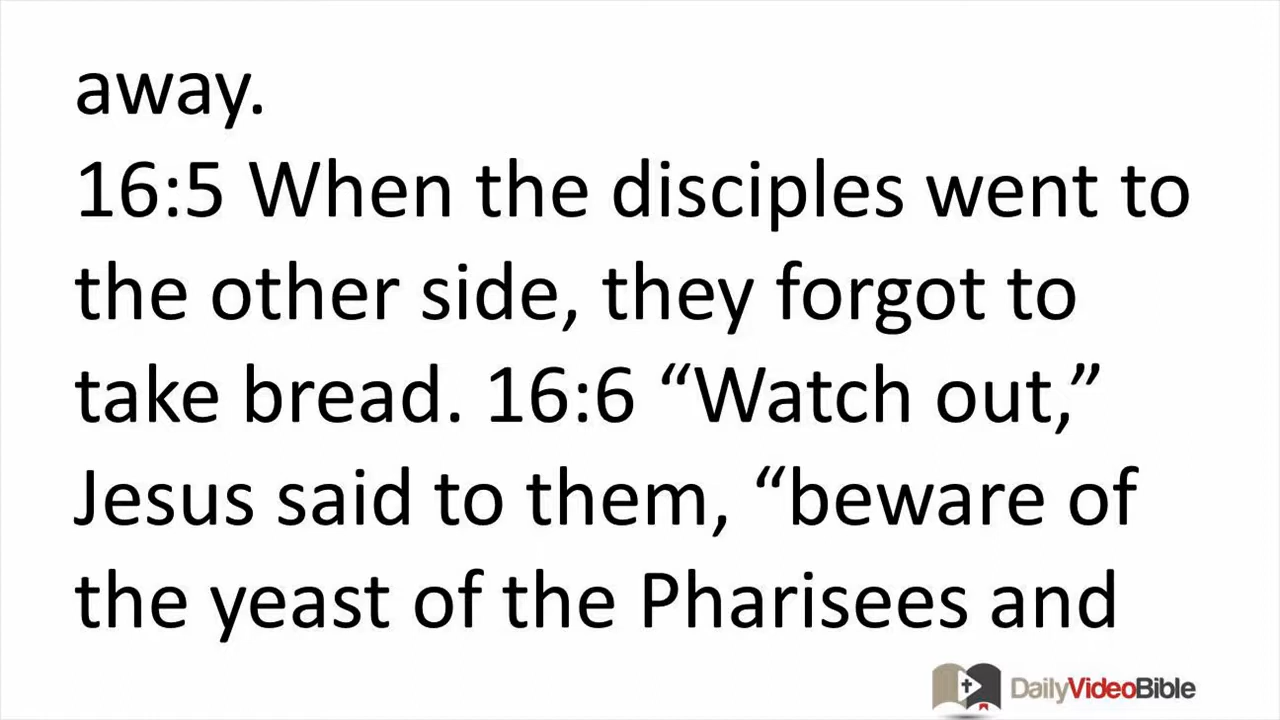 away.
16:5 When the disciples went to
the other side, they forgot to
take bread. 16:6 “Watch out,”
Jesus said to them, “beware of
the yeast of the Pharisees and
DailyVideoBible